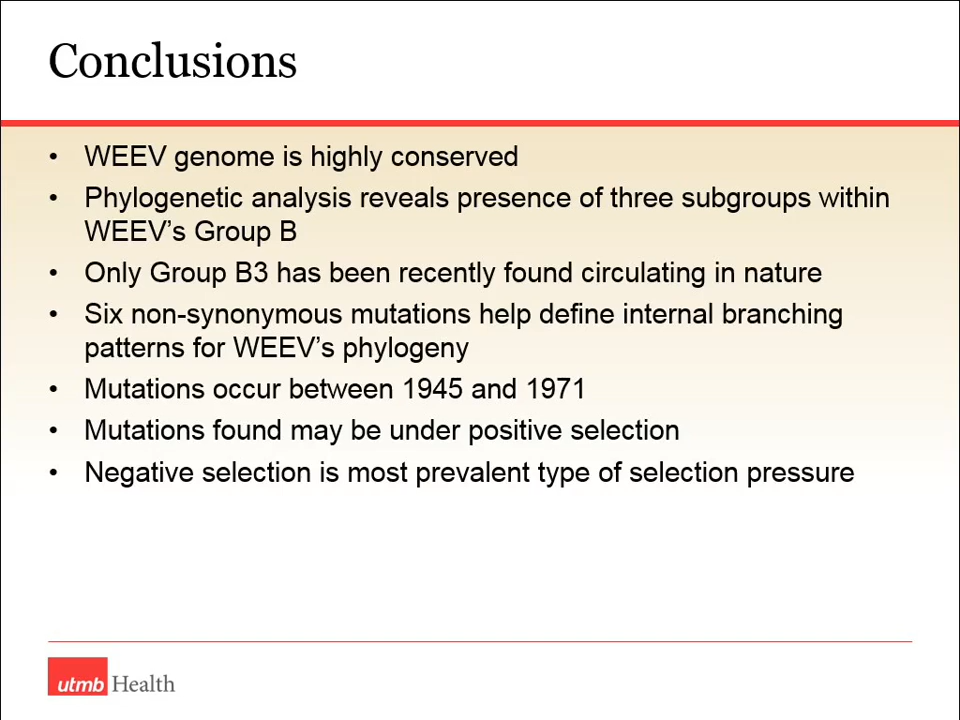 Conclusions
• WEEV genome is highly conserved
• Phylogenetic analysis reveals presence of three subgroups within
WEEV's Group B
• Only Group B3 has been recently found circulating in nature
• Six non-synonymous mutations help define internal branching
patterns for WEEV's phylogeny
• Mutations occur between 1945 and 1971
• Mutations found may be under positive selection
• Negative selection is most prevalent type of selection pressure
utmb Health